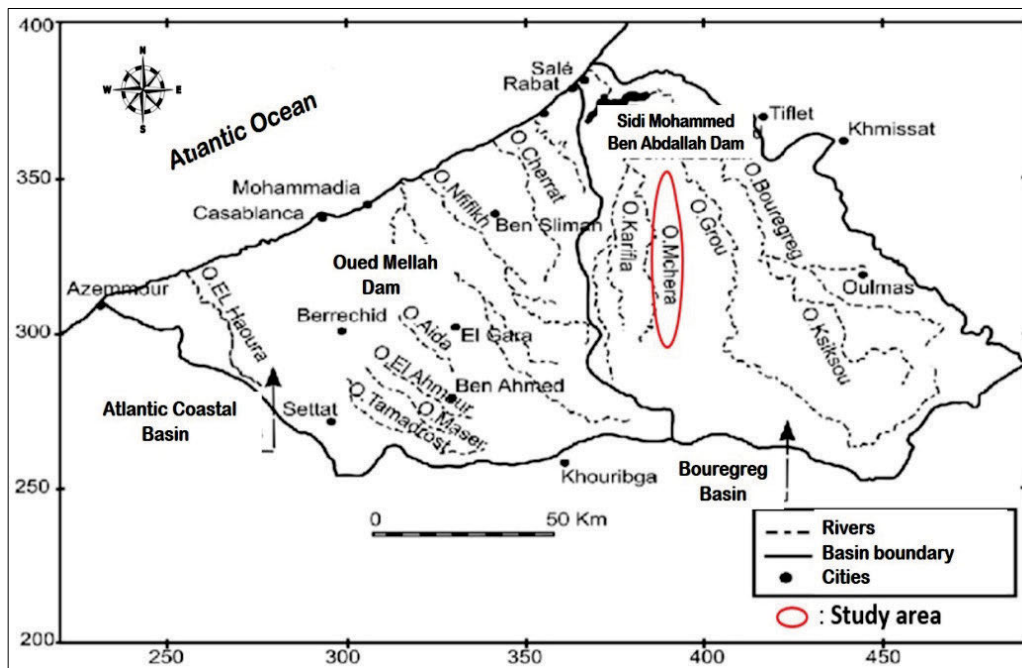 400
350
300
250
200
250
300
350
400
450
N
W
E
S
Atuantic Ocean
Salé
Rabat
Tiflet
Khmissat
Sidi Mohammed
Ben Abdallah Dam
O.Cherrat
O.Nfifikh
Mohammadia
Casablanca
Ben Sliman
O.Karifla
O.Mchera
O.Grou
O.Bouregreg
Oulmas
O.Ksiksou
Azemmour
O.EL Haoura
Oued Mellah
Dam
Berrechid
O.Aida
El Gara
O.El Ahmour
Ben Ahmed
O.Maser
O.Tamadrost
Settat
Atlantic Coastal
Basin
Khouribga
Bouregreg
Basin
0
50 Km
Rivers
Basin boundary
Cities
: Study area